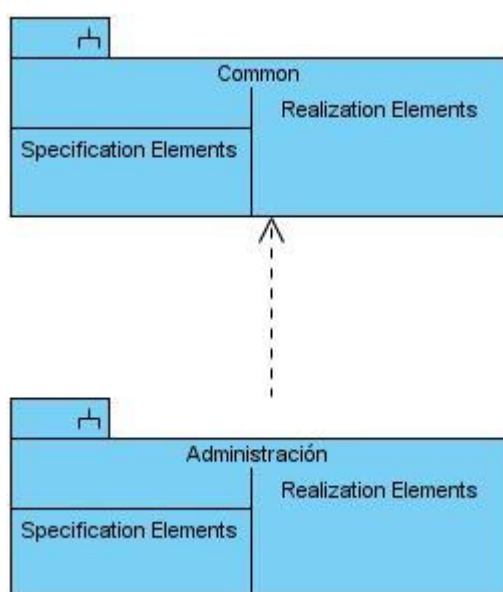 Common
Realization Elements
Specification Elements
Administración
Realization Elements
Specification Elements